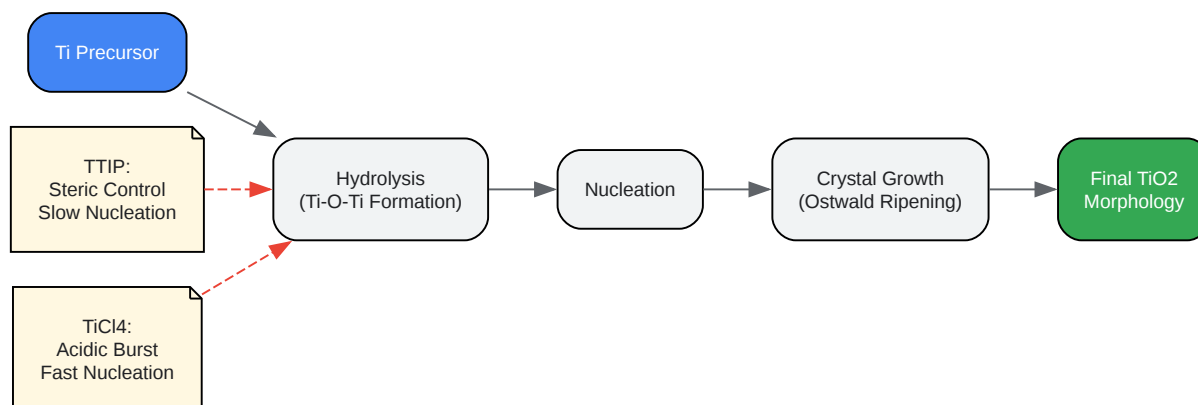 Ti Precursor
TTIP:
Steric Control
Slow Nucleation
TiCl4:
Acidic Burst
Fast Nucleation
Hydrolysis
(Ti-O-Ti Formation)
Nucleation
Crystal Growth
(Ostwald Ripening)
Final TiO2
Morphology